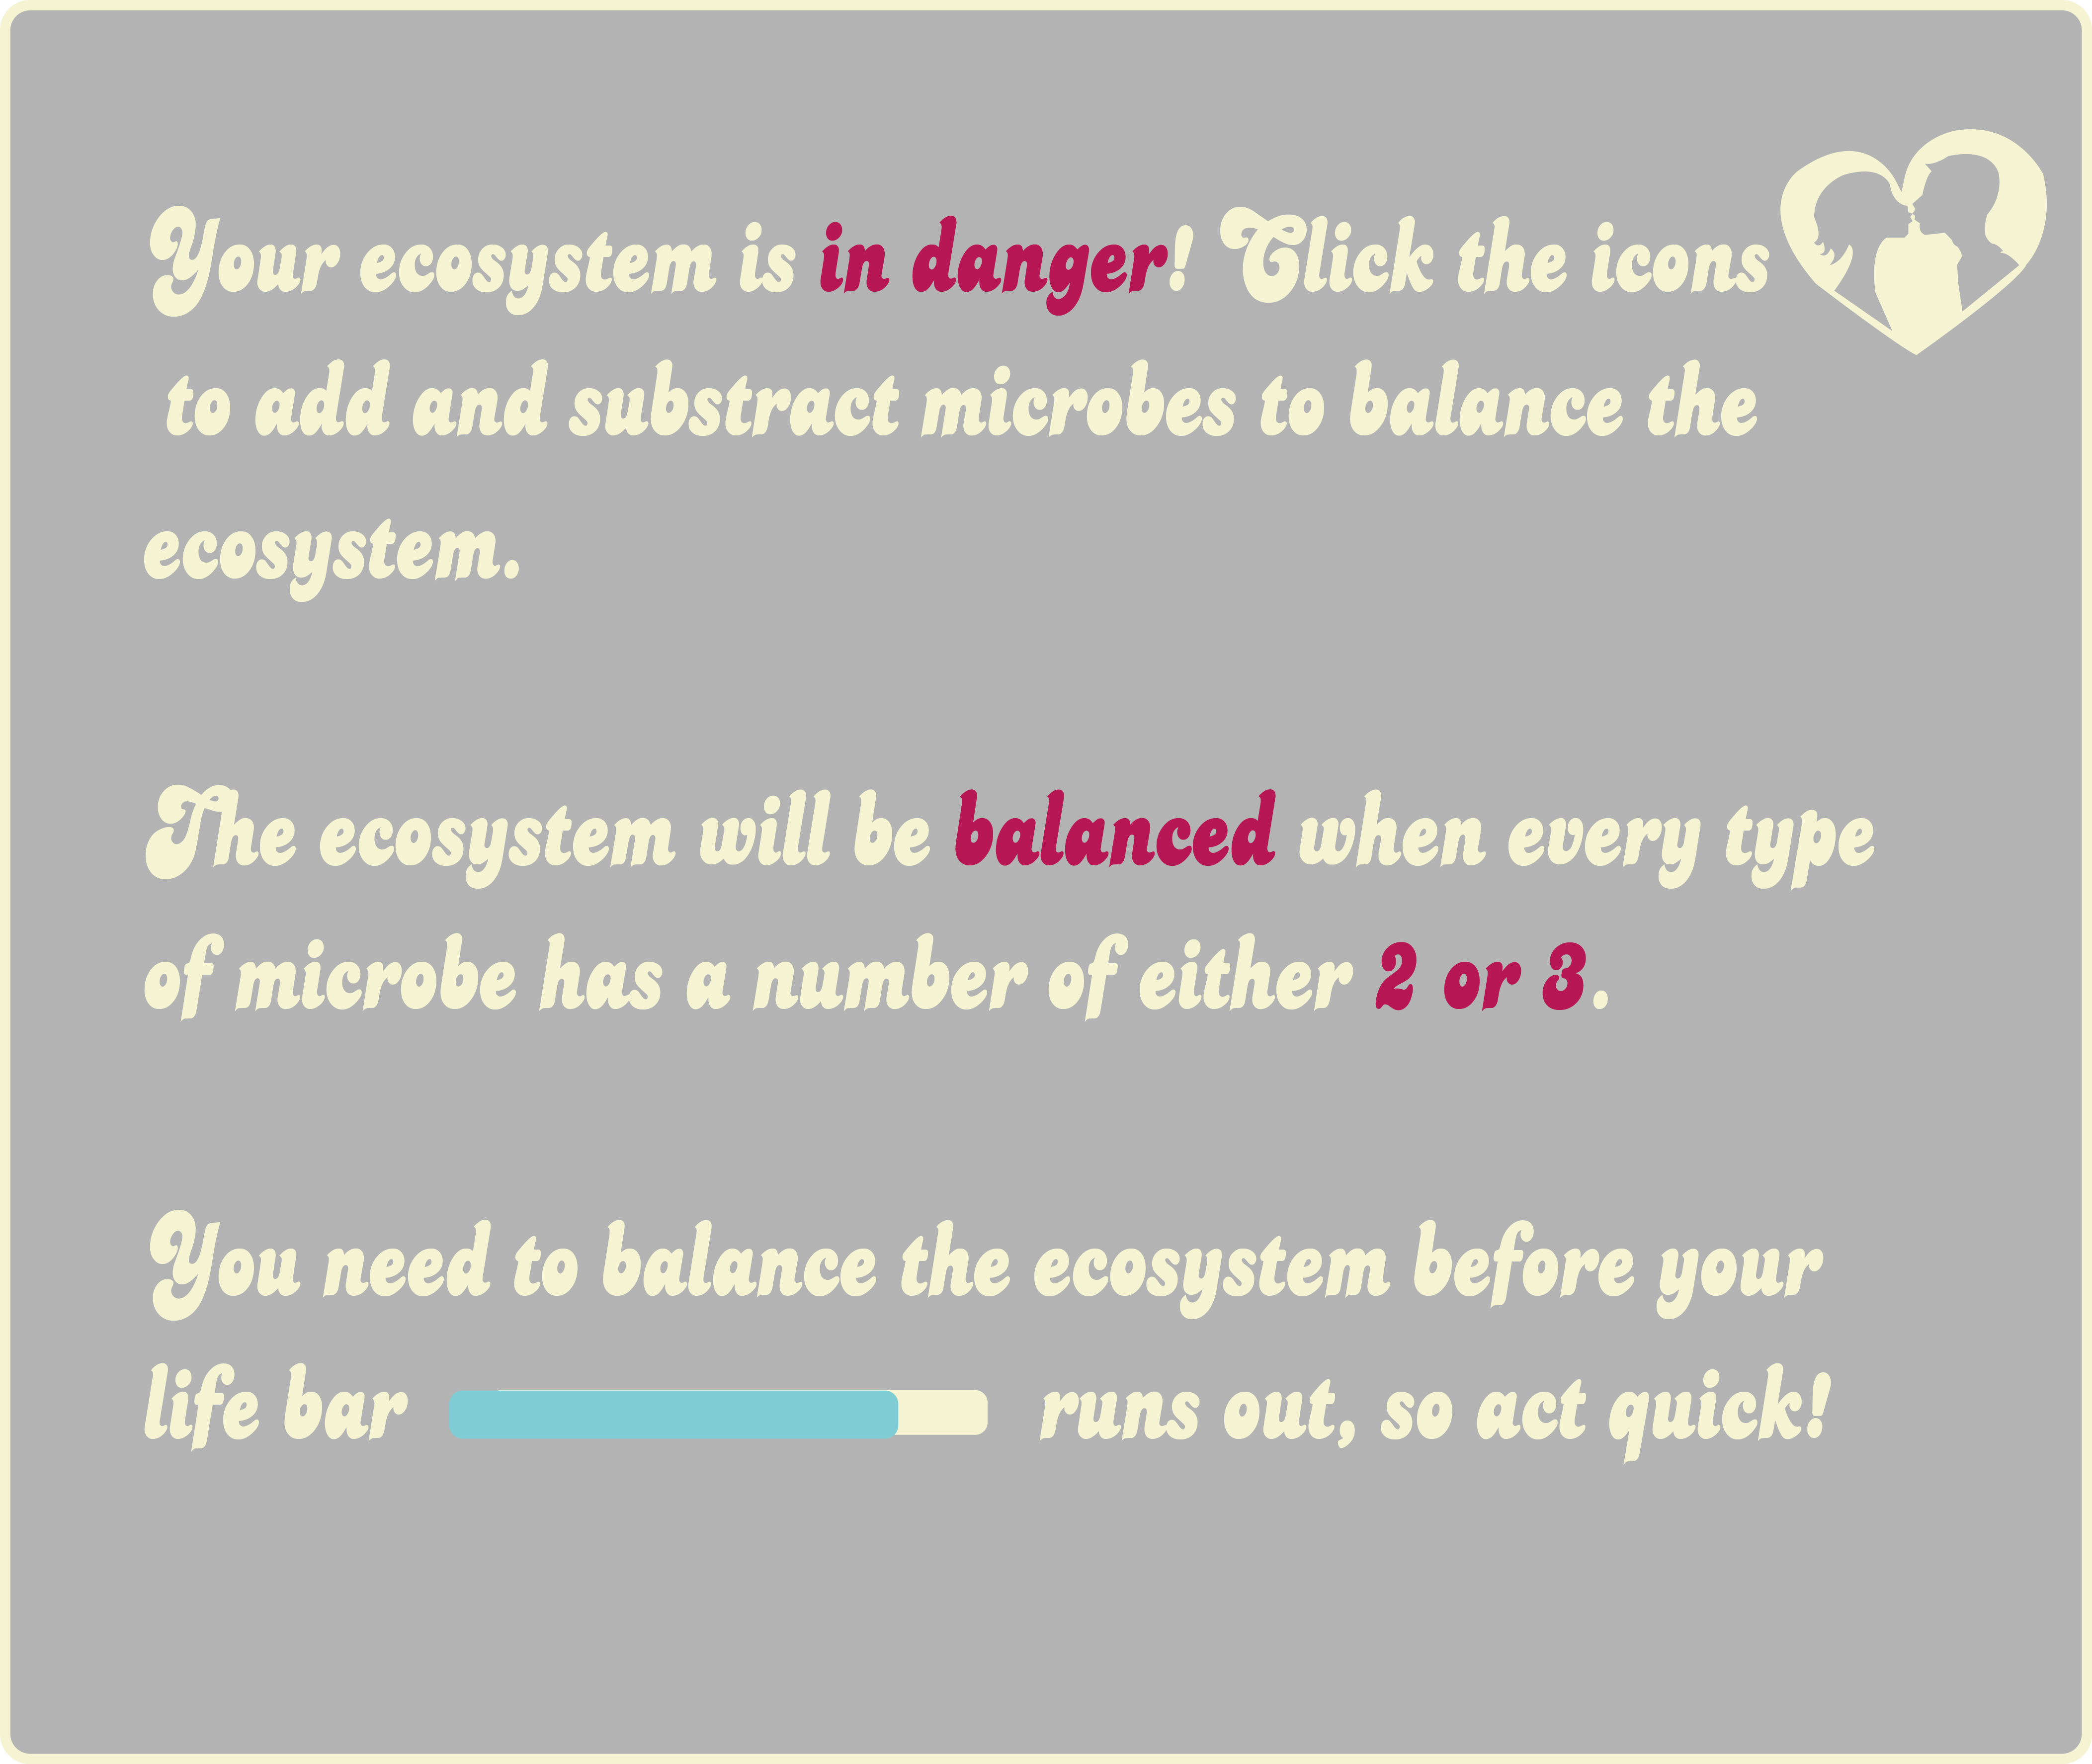 Your ecosystem is in danger! Click the icons
to add and substract microbes to balance the
ecosystem.
The ecosystem will be balanced when every type
of microbe has a number of either 2 or 3.
You need to balance the ecosystem before your
life bar runs out, so act quick!